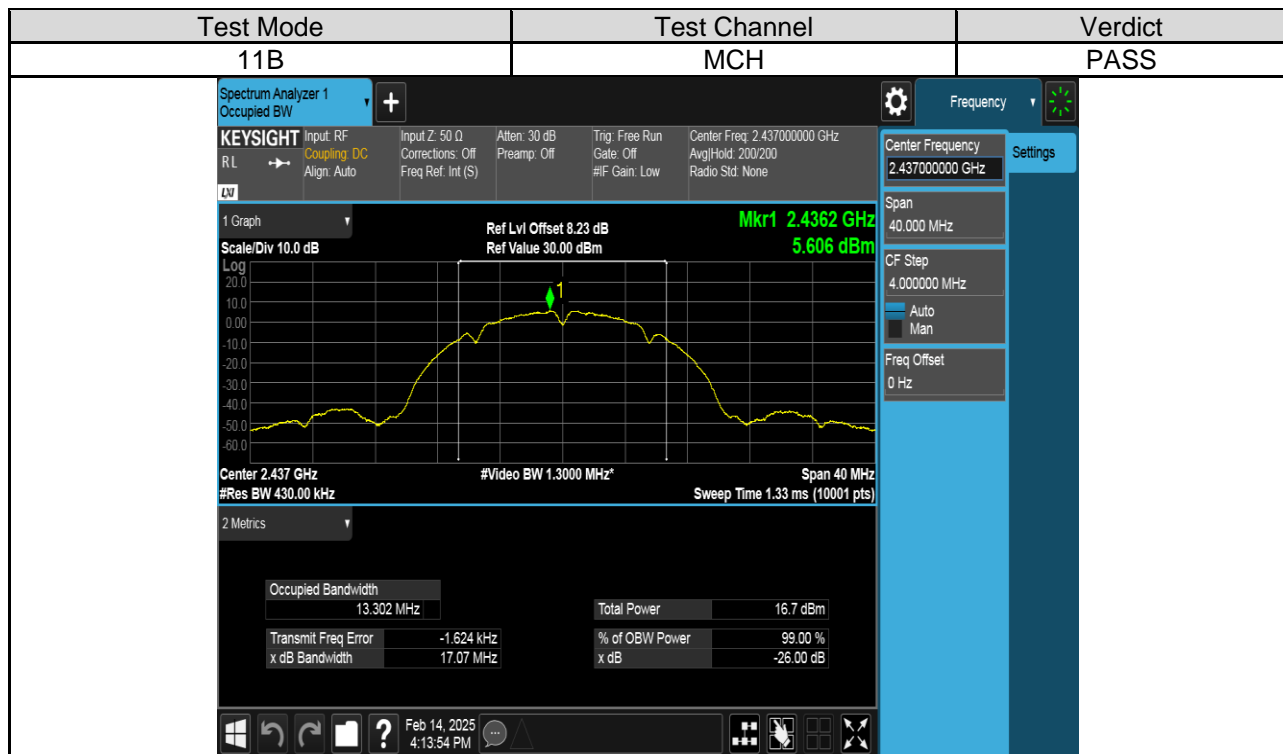 Test Mode Test Channel Verdict
11B MCH PASS
Spectrum Analyzer 1
Occupied BW
+
Frequency
KEYSIGHT Input: RF Input Z: 50 Ω Atten: 30 dB Trig: Free Run Center Freq: 2.437000000 GHz
R L Coupling: DC Corrections: Off Preamp: Off Gate: Off Avg|Hold: 200/200
Align: Auto Freq Ref: Int (S) #IF Gain: Low Radio Std: None
LXI
Center Frequency
2.437000000 GHz
Settings
Span
40.000 MHz
CF Step
4.000000 MHz
Auto
Man
Freq Offset
0 Hz
1 Graph
Ref Lvl Offset 8.23 dB
Mkr1 2.4362 GHz
Scale/Div 10.0 dB Ref Value 30.00 dBm 5.606 dBm
Log
20.0
1
10.0
0.00
-10.0
-20.0
-30.0
-40.0
-50.0
-60.0
Center 2.437 GHz #Video BW 1.3000 MHz* Span 40 MHz
#Res BW 430.00 kHz Sweep Time 1.33 ms (10001 pts)
2 Metrics
Occupied Bandwidth
13.302 MHz Total Power 16.7 dBm
Transmit Freq Error -1.624 kHz % of OBW Power 99.00 %
x dB Bandwidth 17.07 MHz x dB -26.00 dB
? Feb 14, 2025
4:13:54 PM